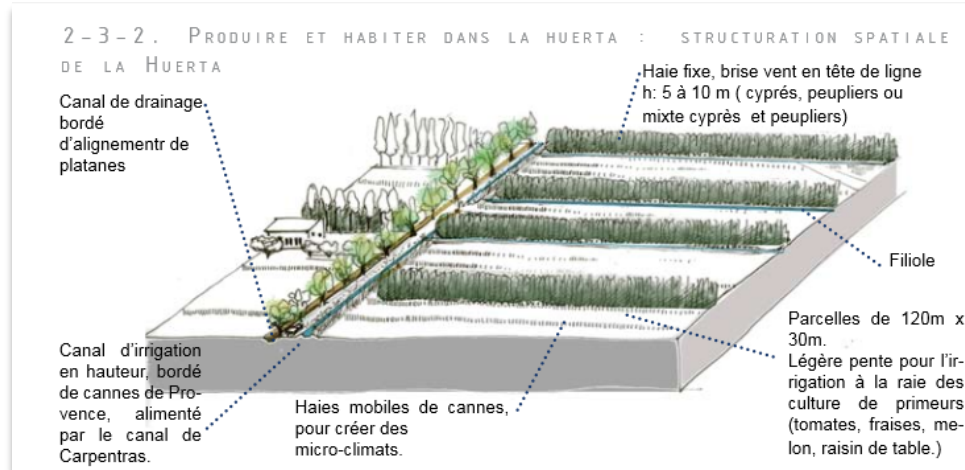 2-3-2. PRODUIRE ET HABITER DANS LA HUERTA : STRUCTURATION SPATIALE
DE LA HUERTA
Canal de drainage
bordé
d'alignementr de
platanes
Haie fixe, brise vent en tête de ligne
h: 5 à 10 m ( cyprés, peupliers ou
mixte cyprès et peupliers)
Filiole
Parcelles de 120m x
30m.
Légère pente pour l'ir-
rigation à la raie des
culture de primeurs
(tomates, fraises, me-
lon, raisin de table.)
Canal d'irrigation
en hauteur, bordé
de cannes de Pro-
vence, alimenté
par le canal de
Carpentras.
Haies mobiles de cannes,
pour créer des
micro-climats.